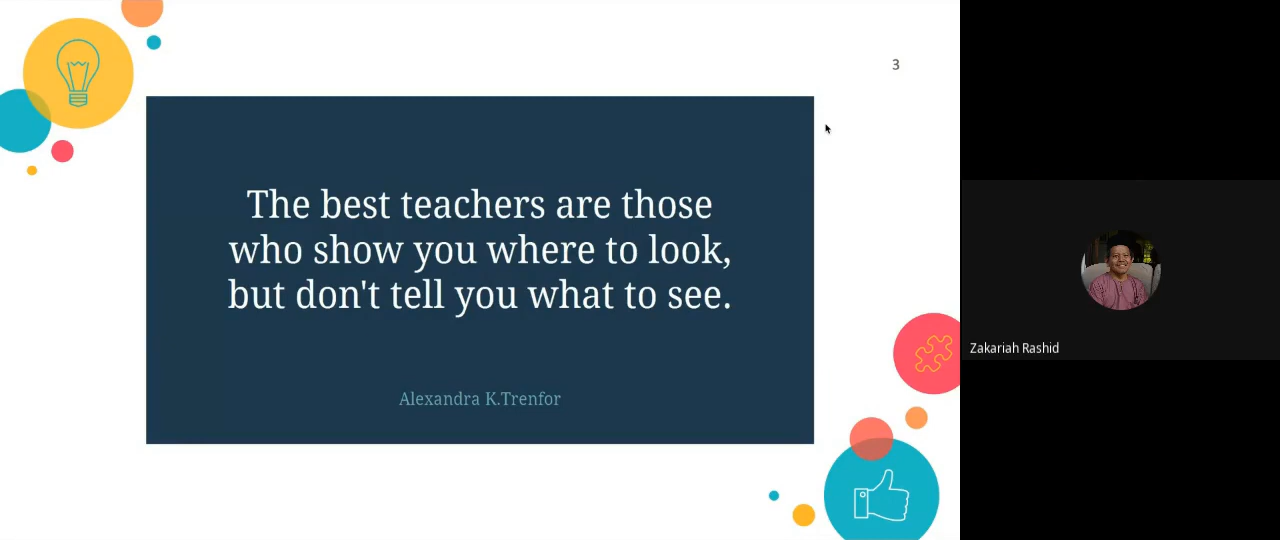 3
The best teachers are those
who show you where to look,
but don't tell you what to see.
Alexandra K.Trenfor
Zakariah Rashid